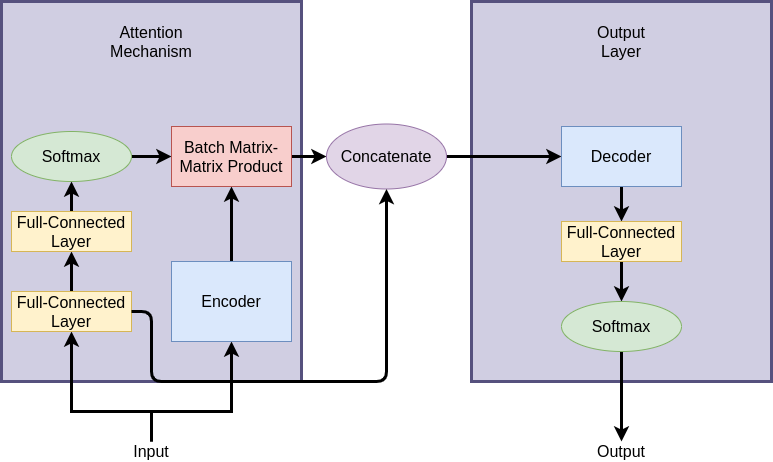 Attention
Mechanism
Output
Layer
Softmax
Batch Matrix-
Matrix Product
Concatenate
Decoder
Full-Connected
Layer
Full-Connected
Layer
Full-Connected
Layer
Encoder
Softmax
Input
Output